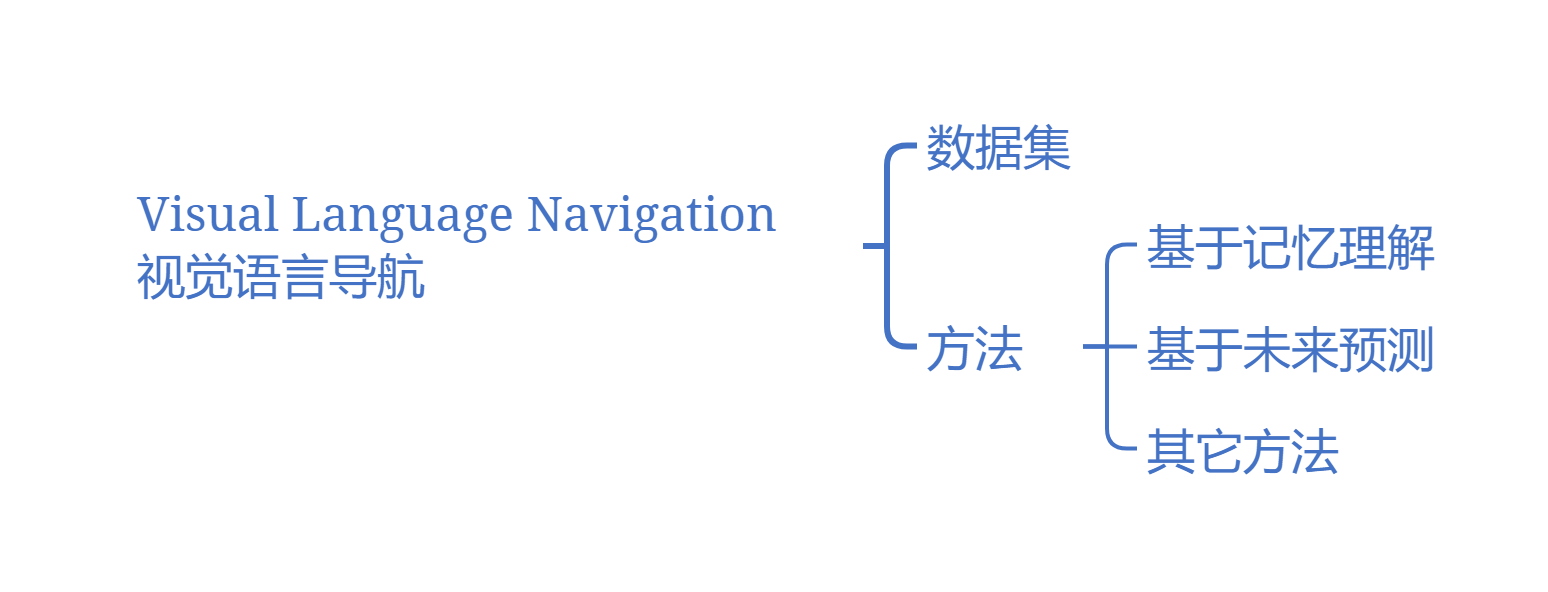 Visual Language Navigation
视觉语言导航
数据集
方法
基于记忆理解
基于未来预测
其它方法